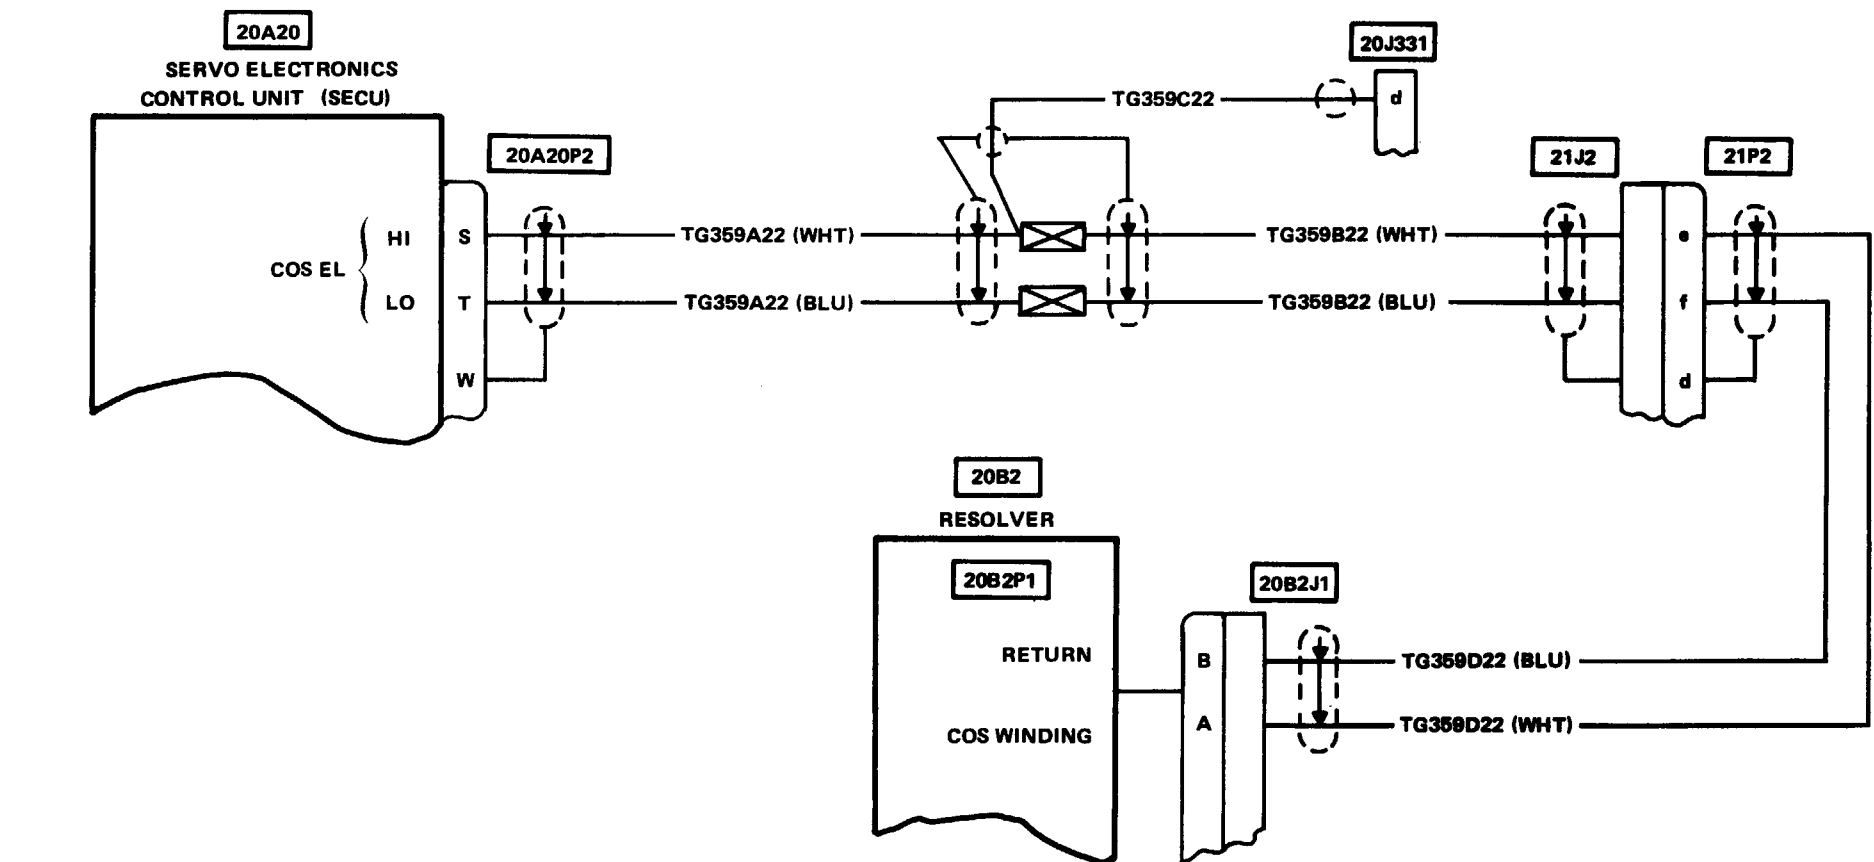 20A20
SERVO ELECTRONICS
CONTROL UNIT (SECU)
20J331
TG359C22
d
20A20P2
21J2
21P2
HI
S
TG359A22 (WHT)
TG359B22 (WHT)
e
COS EL
LO
T
TG359A22 (BLU)
TG359B22 (BLU)
f
W
d
20B2
RESOLVER
20B2P1
20B2J1
RETURN
B
TG359D22 (BLU)
A
TG359D22 (WHT)
COS WINDING